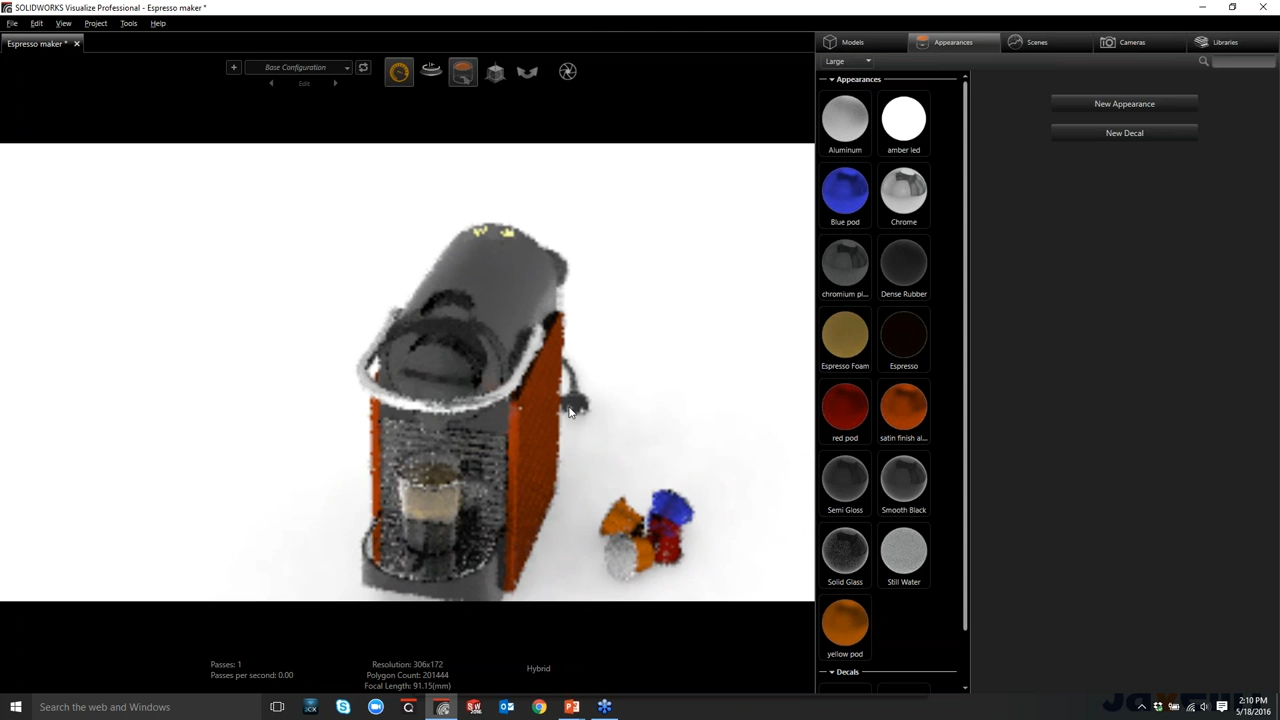 SOLIDWORKS Visualize Professional - Espresso maker *
File Edit View Project Tools Help
Espresso maker *
Base Configuration
Edit
Models Appearances Scenes Cameras Libraries
Large
Appearances
New Appearance
New Decal
Aluminum amber led
Blue pod Chrome
chromium pl... Dense Rubber
Espresso Foam Espresso
red pod satin finish al...
Semi Gloss Smooth Black
Solid Glass Still Water
yellow pod
Decals
Passes: 1
Passes per second: 0.00
Resolution: 306x172
Polygon Count: 201444
Focal Length: 91.15(mm)
Hybrid
Search the web and Windows
2:10 PM
5/18/2016